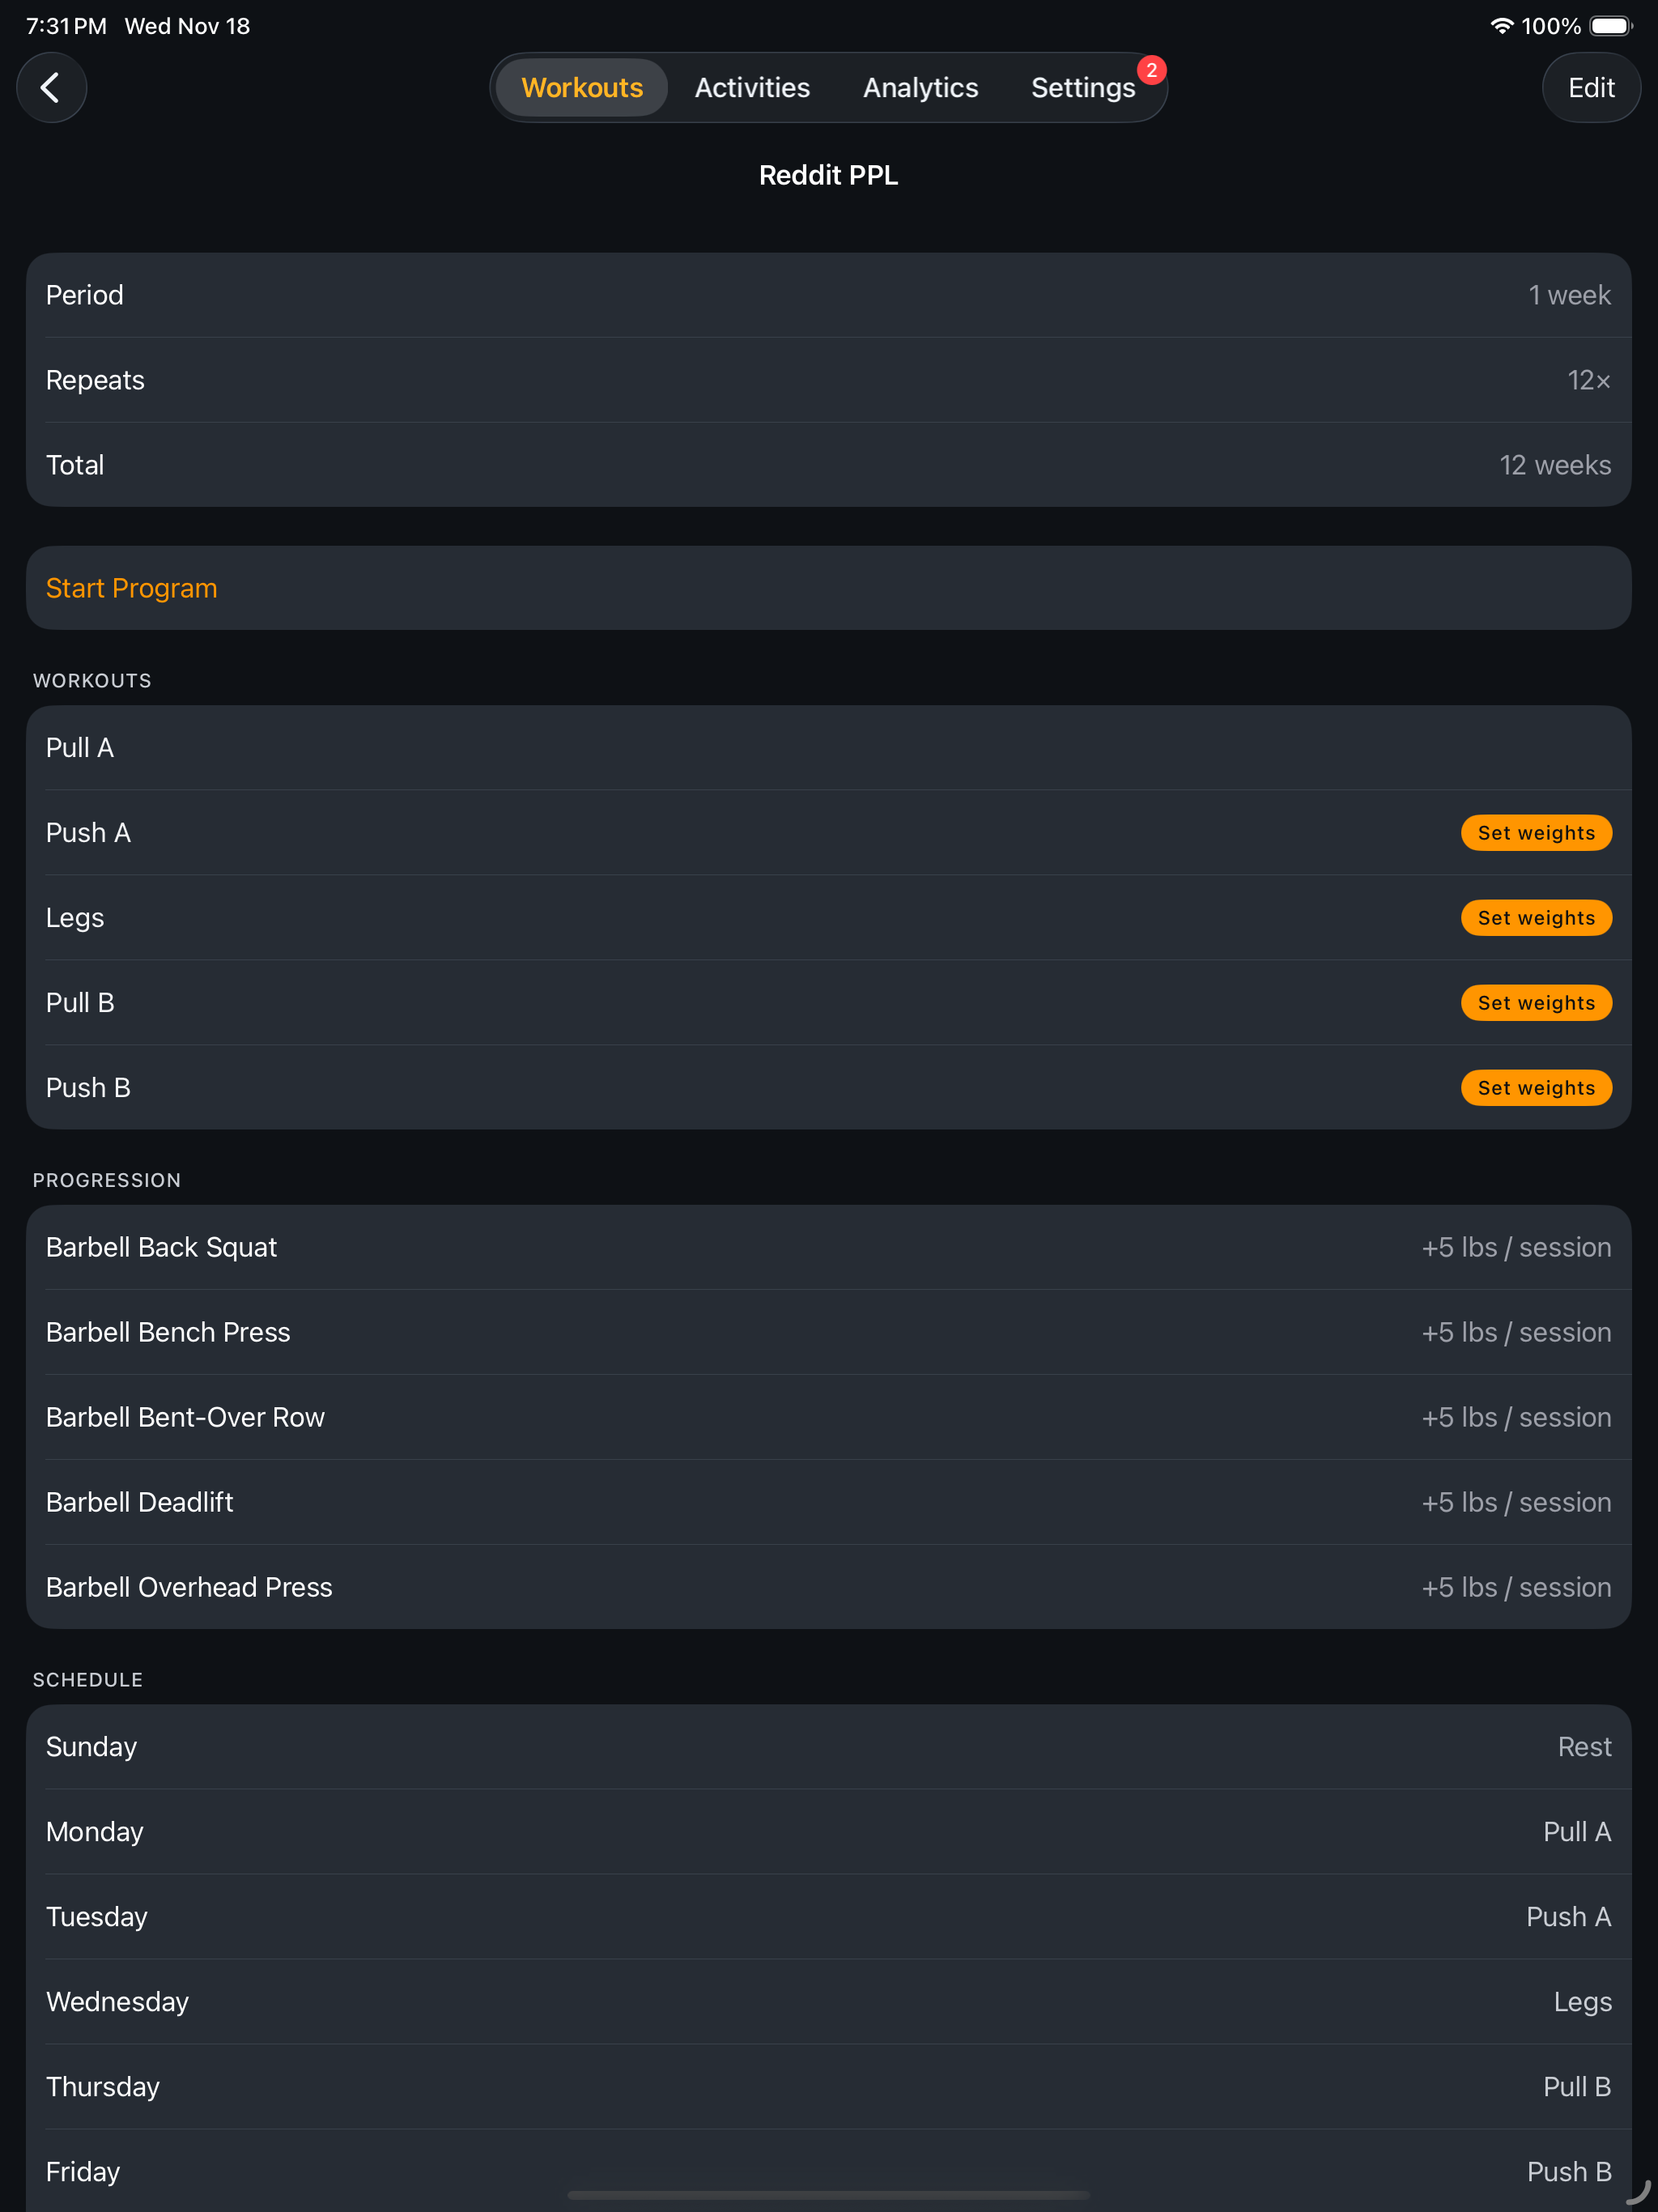 7:31 PM Wed Nov 18 100%
Workouts Activities Analytics Settings 2 Edit
Reddit PPL
Period 1 week
Repeats 12×
Total 12 weeks
Start Program
WORKOUTS
Pull A
Push A Set weights
Legs Set weights
Pull B Set weights
Push B Set weights
PROGRESSION
Barbell Back Squat +5 lbs / session
Barbell Bench Press +5 lbs / session
Barbell Bent-Over Row +5 lbs / session
Barbell Deadlift +5 lbs / session
Barbell Overhead Press +5 lbs / session
SCHEDULE
Sunday Rest
Monday Pull A
Tuesday Push A
Wednesday Legs
Thursday Pull B
Friday Push B